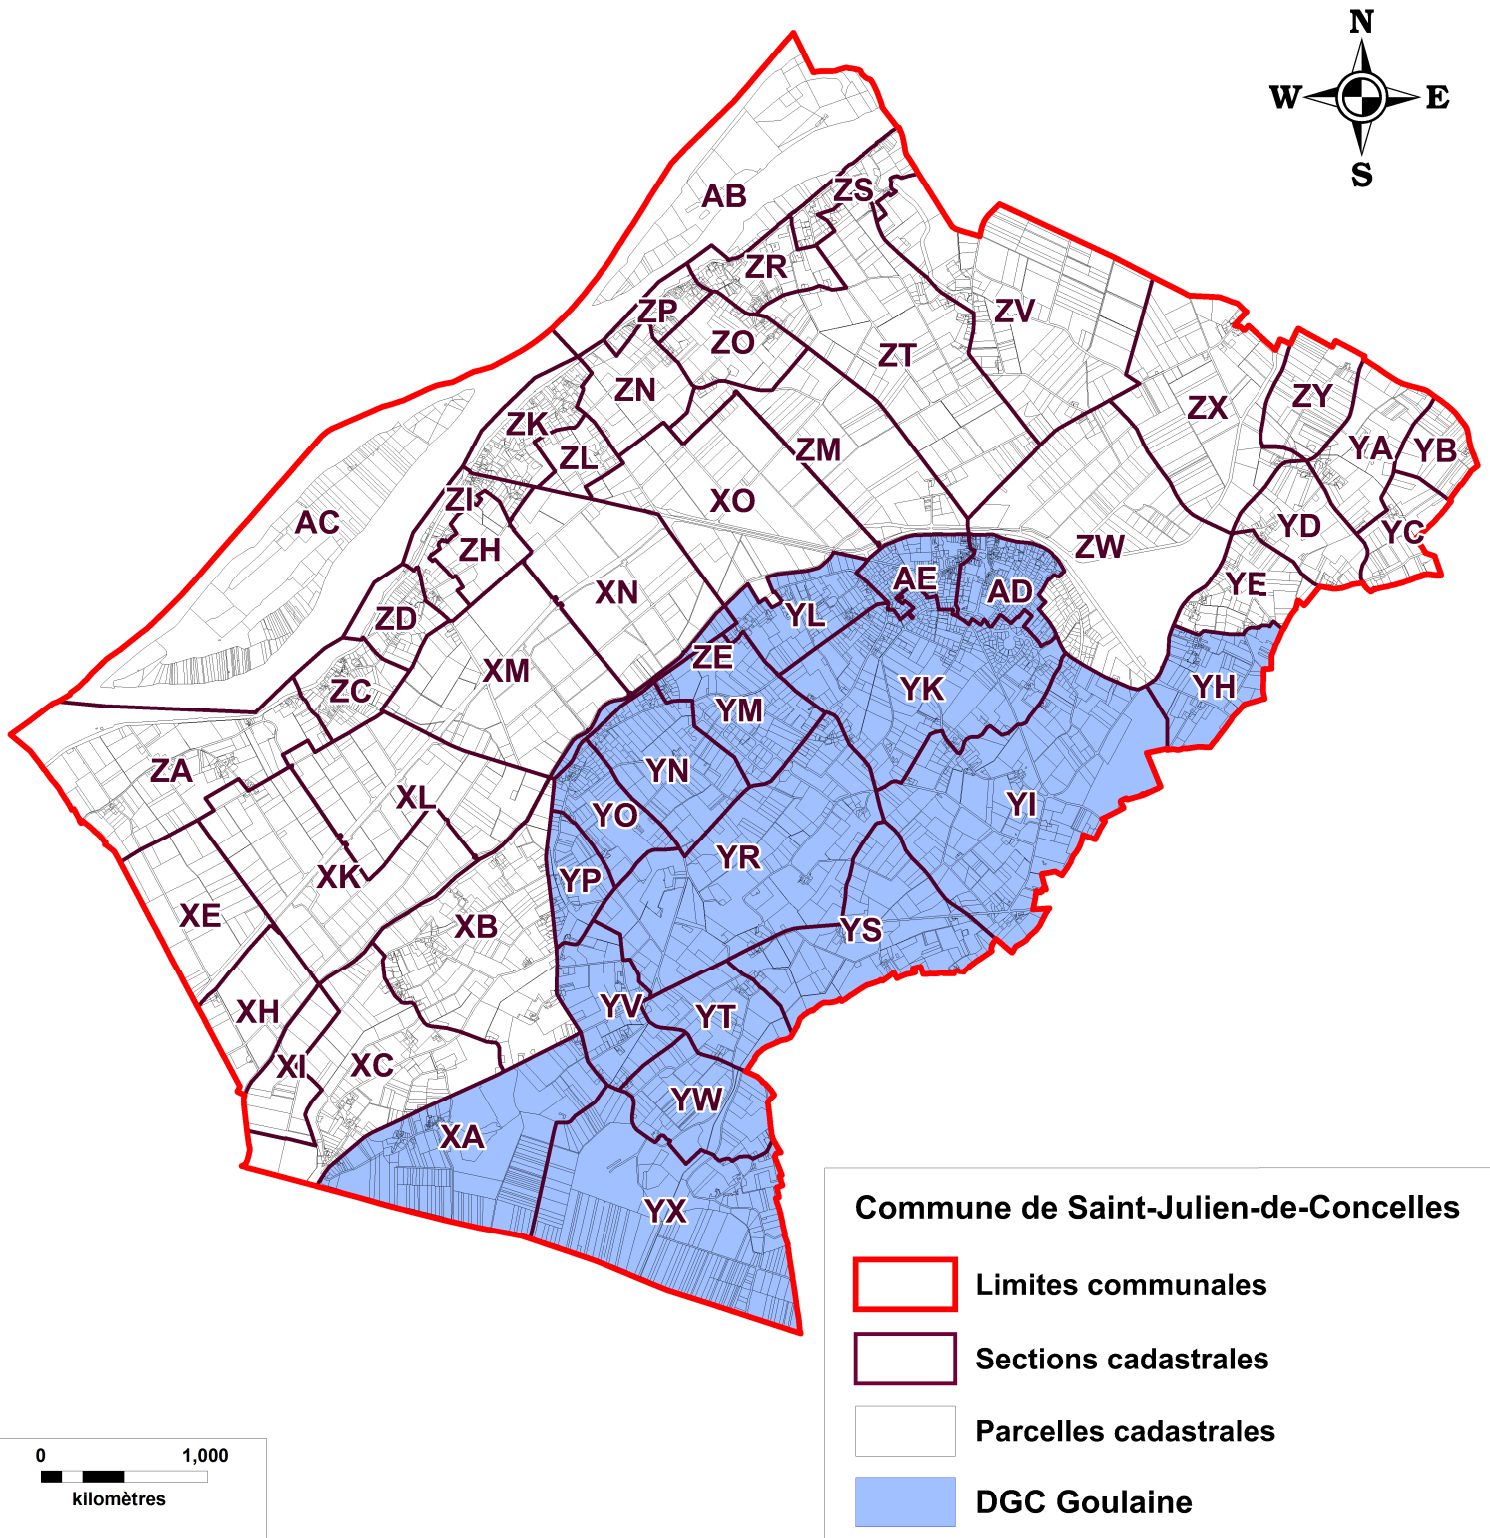 N
W E
S
AB
ZS
ZR
ZP
ZO
ZV
ZT
ZN
ZX
ZY
ZK
ZL
ZM
YA
YB
ZI
XO
AC
YD
YC
ZH
ZW
XN
AE
AD
YE
ZD
YL
ZE
XM
ZC
YK
YH
YM
ZA
YN
XL
YO
YI
YR
XK
YP
XE
XB
YS
XH
YV
YT
XI
XC
YW
XA
YX
Commune de Saint-Julien-de-Concelles
Limites communales
Sections cadastrales
Parcelles cadastrales
DGC Goulaine
0 1,000
kilomètres